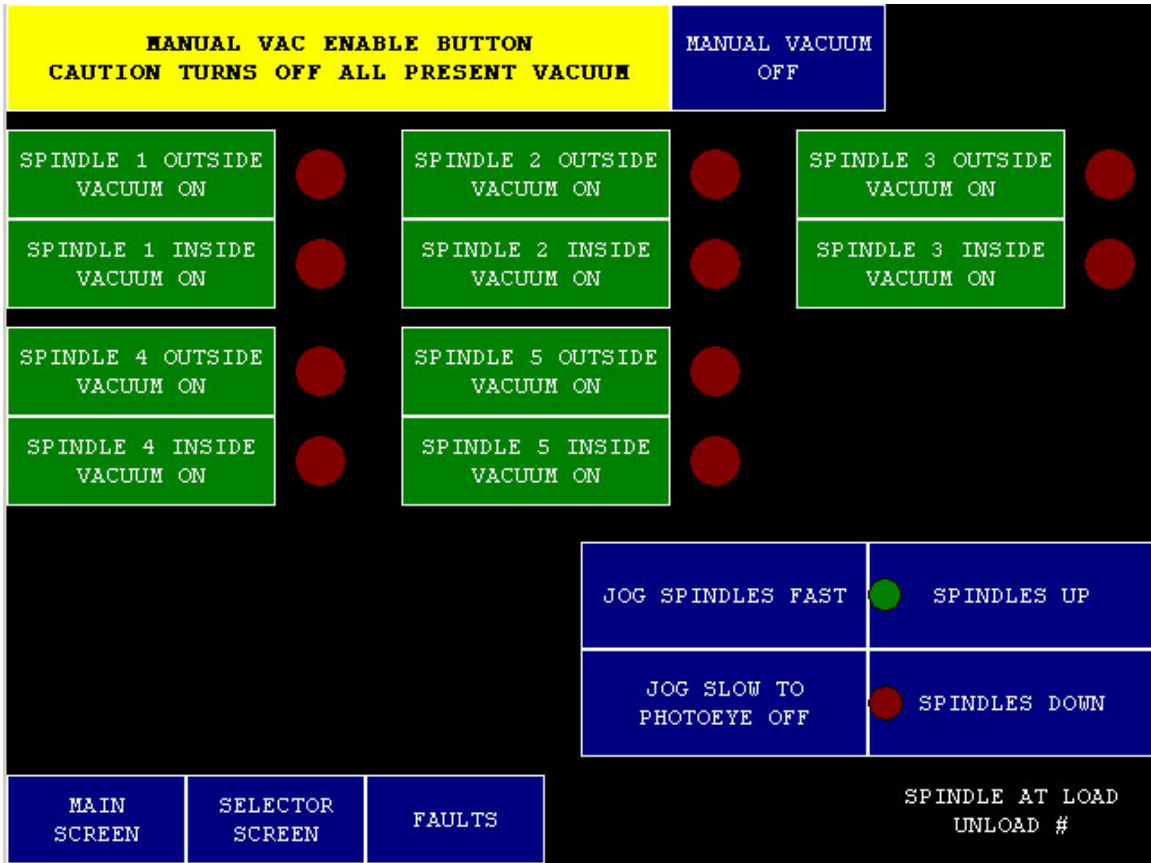 MANUAL VAC ENABLE BUTTON
CAUTION TURNS OFF ALL PRESENT VACUUM
MANUAL VACUUM
OFF
SPINDLE 1 OUTSIDE
VACUUM ON
SPINDLE 2 OUTSIDE
VACUUM ON
SPINDLE 3 OUTSIDE
VACUUM ON
SPINDLE 1 INSIDE
VACUUM ON
SPINDLE 2 INSIDE
VACUUM ON
SPINDLE 3 INSIDE
VACUUM ON
SPINDLE 4 OUTSIDE
VACUUM ON
SPINDLE 5 OUTSIDE
VACUUM ON
SPINDLE 4 INSIDE
VACUUM ON
SPINDLE 5 INSIDE
VACUUM ON
JOG SPINDLES FAST
SPINDLES UP
JOG SLOW TO
PHOTOEYE OFF
SPINDLES DOWN
MAIN
SCREEN
SELECTOR
SCREEN
FAULTS
SPINDLE AT LOAD
UNLOAD #